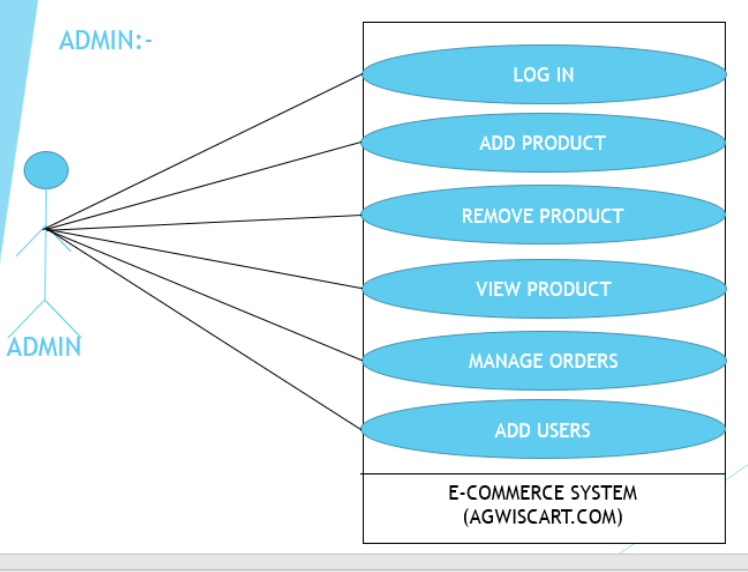 ADMIN:-
LOG IN
ADD PRODUCT
REMOVE PRODUCT
VIEW PRODUCT
MANAGE ORDERS
ADD USERS
ADMIN
E-COMMERCE SYSTEM
(AGWISCART.COM)